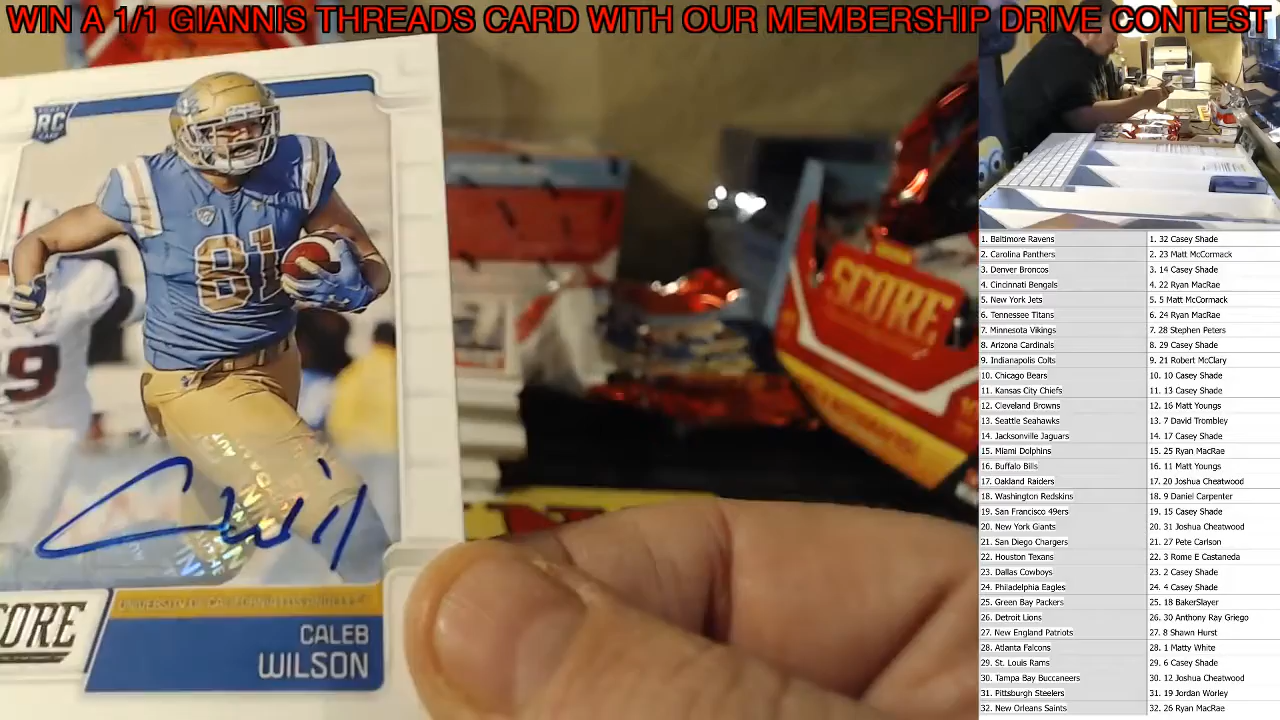 WIN A 1/1 GIANNIS THREADS CARD WITH OUR MEMBERSHIP DRIVE CONTEST
RC
81
9
SCORE
CORE
CALEB
WILSON
1. Baltimore Ravens 1. 32 Casey Shade
2. Carolina Panthers 2. 23 Matt McCormack
3. Denver Broncos 3. 14 Casey Shade
4. Cincinnati Bengals 4. 22 Ryan MacRae
5. New York Jets 5. 5 Matt McCormack
6. Tennessee Titans 6. 24 Ryan MacRae
7. Minnesota Vikings 7. 28 Stephen Peters
8. Arizona Cardinals 8. 29 Casey Shade
9. Indianapolis Colts 9. 21 Robert McClary
10. Chicago Bears 10. 10 Casey Shade
11. Kansas City Chiefs 11. 13 Casey Shade
12. Cleveland Browns 12. 16 Matt Youngs
13. Seattle Seahawks 13. 7 David Trombley
14. Jacksonville Jaguars 14. 17 Casey Shade
15. Miami Dolphins 15. 25 Ryan MacRae
16. Buffalo Bills 16. 11 Matt Youngs
17. Oakland Raiders 17. 20 Joshua Cheatwood
18. Washington Redskins 18. 9 Daniel Carpenter
19. San Francisco 49ers 19. 15 Casey Shade
20. New York Giants 20. 31 Joshua Cheatwood
21. San Diego Chargers 21. 27 Pete Carlson
22. Houston Texans 22. 3 Rome E Castaneda
23. Dallas Cowboys 23. 2 Casey Shade
24. Philadelphia Eagles 24. 4 Casey Shade
25. Green Bay Packers 25. 18 BakerSlayer
26. Detroit Lions 26. 30 Anthony Ray Griego
27. New England Patriots 27. 8 Shawn Hurst
28. Atlanta Falcons 28. 1 Matty White
29. St. Louis Rams 29. 6 Casey Shade
30. Tampa Bay Buccaneers 30. 12 Joshua Cheatwood
31. Pittsburgh Steelers 31. 19 Jordan Worley
32. New Orleans Saints 32. 26 Ryan MacRae